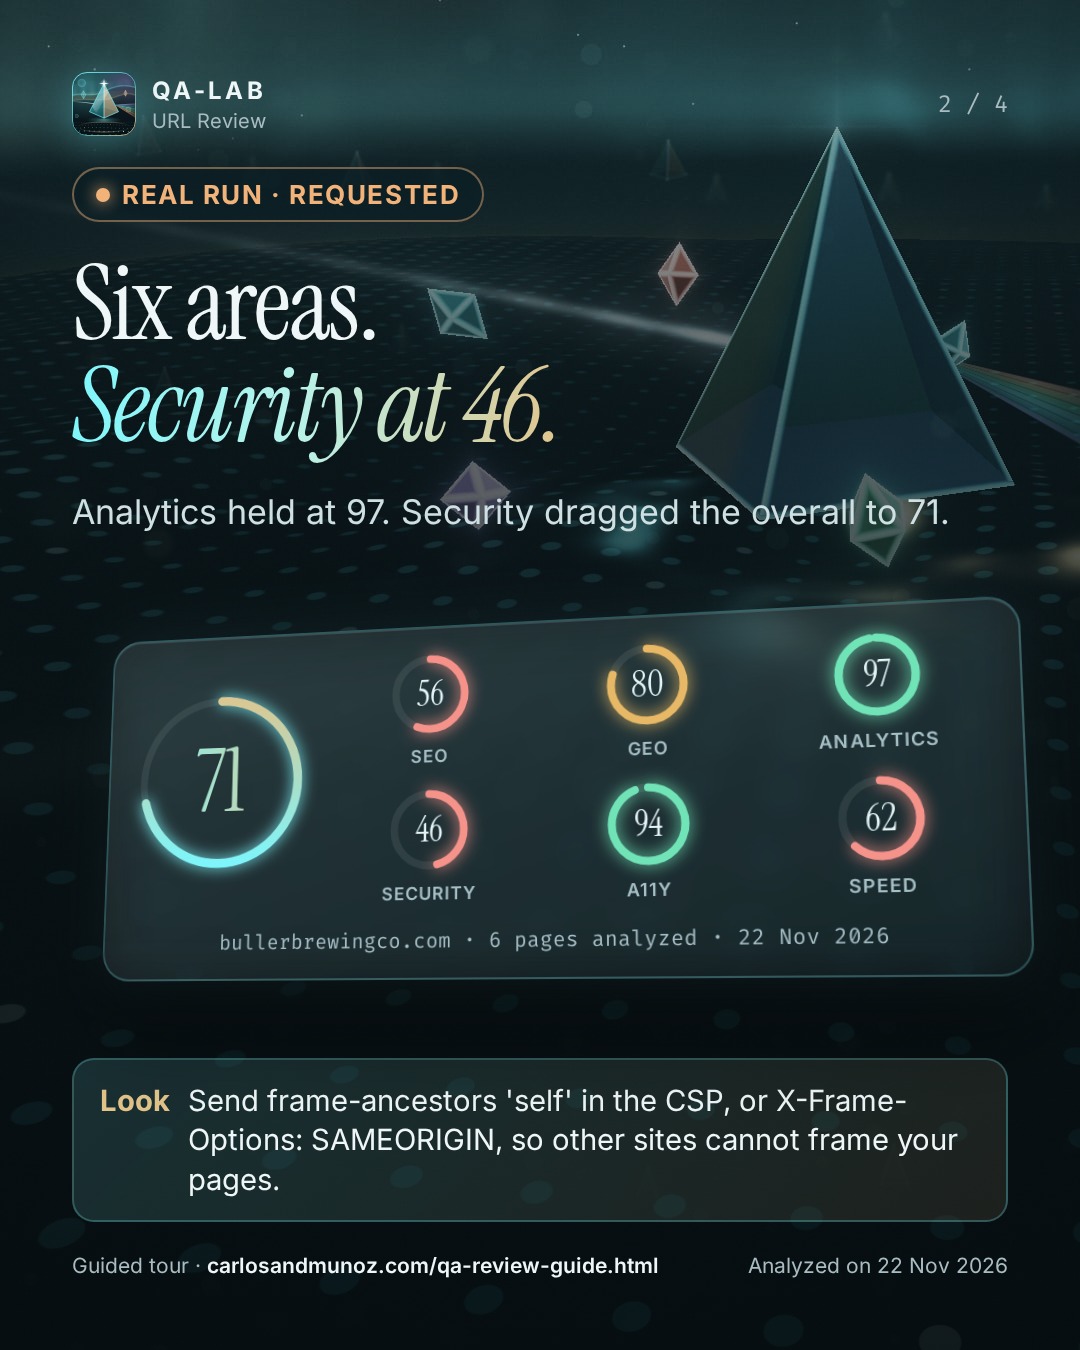 QA-LAB
URL Review
2 / 4
REAL RUN · REQUESTED
Six areas.
Security at 46.
Analytics held at 97. Security dragged the overall to 71.
71
56
SEO
80
GEO
97
ANALYTICS
46
SECURITY
94
A11Y
62
SPEED
bullerbrewingco.com · 6 pages analyzed · 22 Nov 2026
Look Send frame-ancestors 'self' in the CSP, or X-Frame-
Options: SAMEORIGIN, so other sites cannot frame your
pages.
Guided tour · carlosandmunoz.com/qa-review-guide.html
Analyzed on 22 Nov 2026